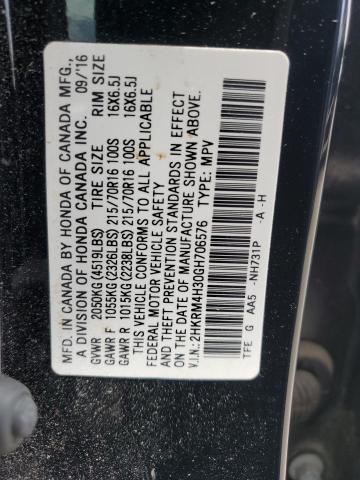 MADE IN CANADA BY HONDA OF CANADA MFG.,
A DIVISION OF HONDA CANADA INC. 09/'16
GVWR 2050KG (4519LBS) TIRE SIZE RIM SIZE
GAWR F 1055KG (2326LBS) 215/70R16 100S 16X6.5J
GAWR R 1015KG (2238LBS) 215/70R16 100S 16X6.5J
THIS VEHICLE CONFORMS TO ALL APPLICABLE
FEDERAL MOTOR VEHICLE SAFETY
AND THEFT PREVENTION STANDARDS IN EFFECT
ON THE DATE OF MANUFACTURE SHOWN ABOVE.
V.I.N.: 2HKRM4H30GH706576 TYPE: MPV
TFE G AA5 -NH731P -A -H